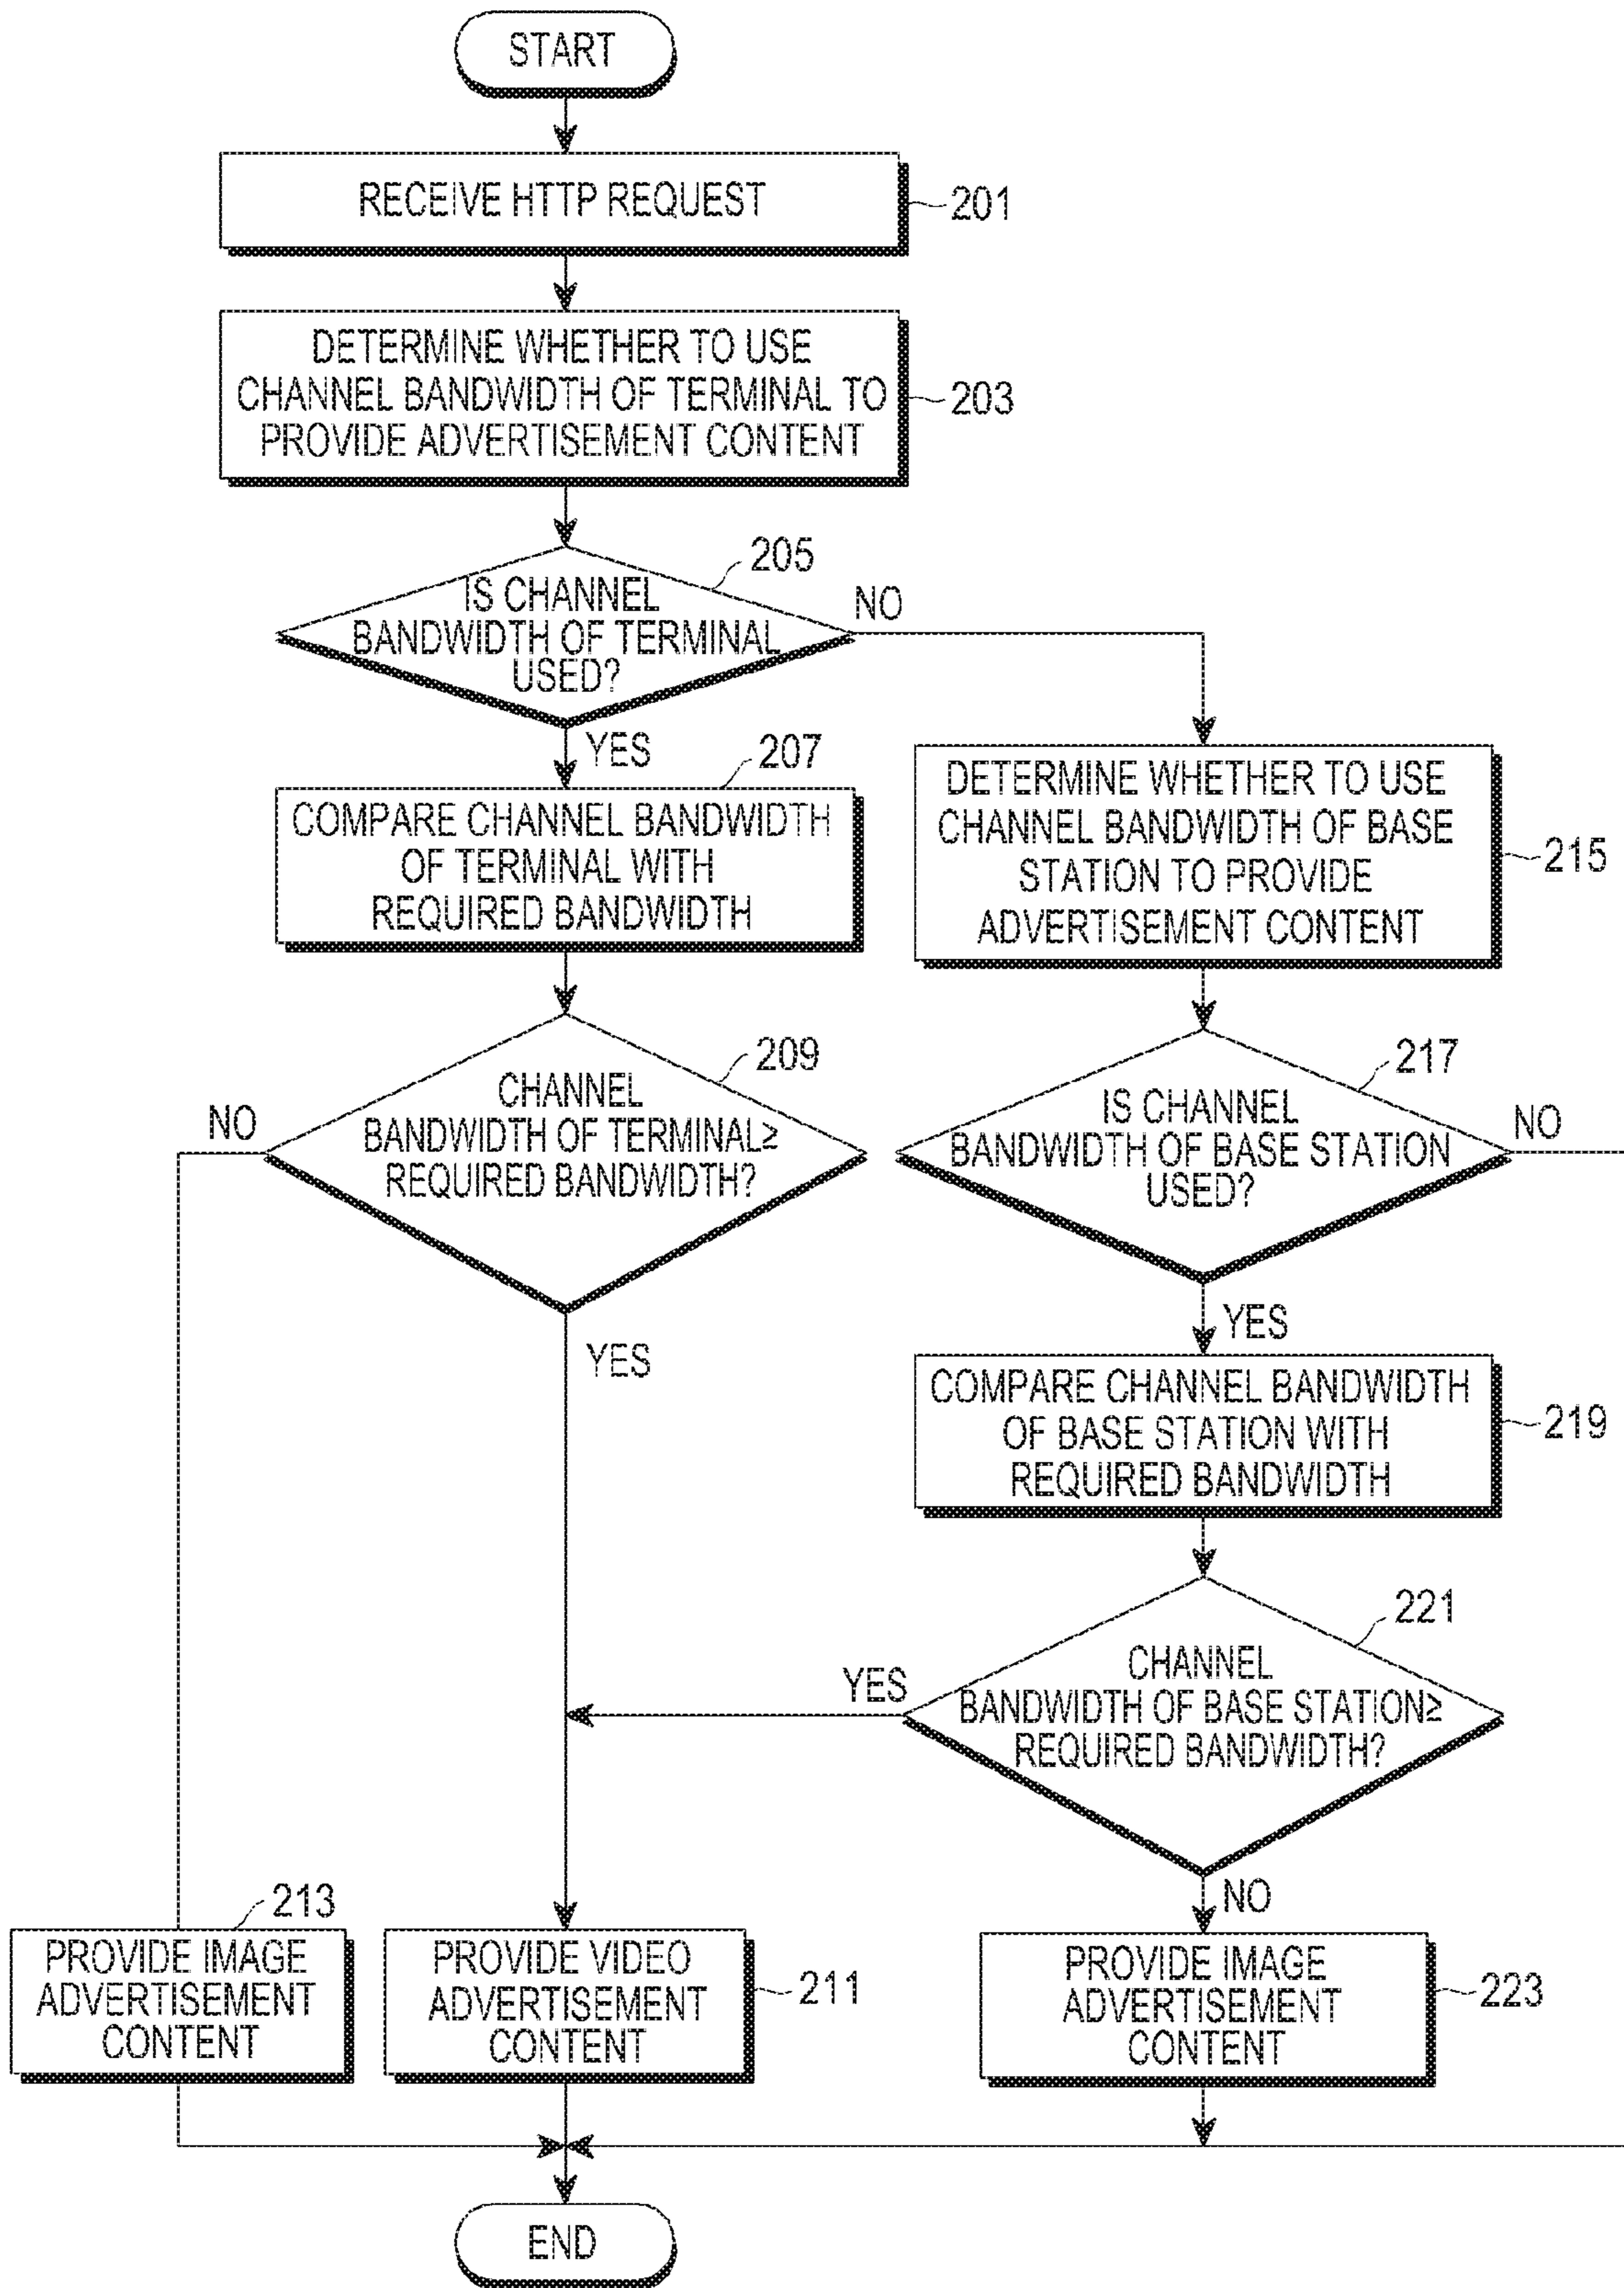 START
RECEIVE HTTP REQUEST
201
DETERMINE WHETHER TO USE
CHANNEL BANDWIDTH OF TERMINAL TO
PROVIDE ADVERTISEMENT CONTENT
203
205
IS CHANNEL
BANDWIDTH OF TERMINAL
USED?
NO
YES
207
COMPARE CHANNEL BANDWIDTH
OF TERMINAL WITH
REQUIRED BANDWIDTH
DETERMINE WHETHER TO USE
CHANNEL BANDWIDTH OF BASE
STATION TO PROVIDE
ADVERTISEMENT CONTENT
215
209
CHANNEL
BANDWIDTH OF TERMINAL≥
REQUIRED BANDWIDTH?
NO
YES
217
IS CHANNEL
BANDWIDTH OF BASE STATION
USED?
NO
YES
COMPARE CHANNEL BANDWIDTH
OF BASE STATION WITH
REQUIRED BANDWIDTH
219
221
CHANNEL
BANDWIDTH OF BASE STATION≥
REQUIRED BANDWIDTH?
YES
NO
213
PROVIDE IMAGE
ADVERTISEMENT
CONTENT
PROVIDE VIDEO
ADVERTISEMENT
CONTENT
211
PROVIDE IMAGE
ADVERTISEMENT
CONTENT
223
END